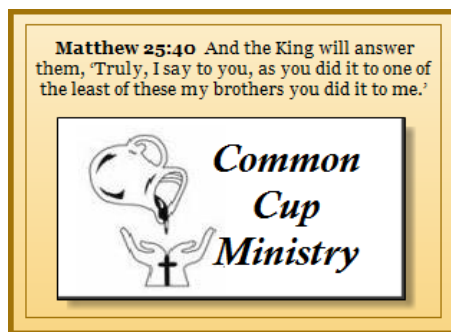 Matthew 25:40 And the King will answer
them, ‘Truly, I say to you, as you did it to one of
the least of these my brothers you did it to me.’
Common
Cup
Ministry